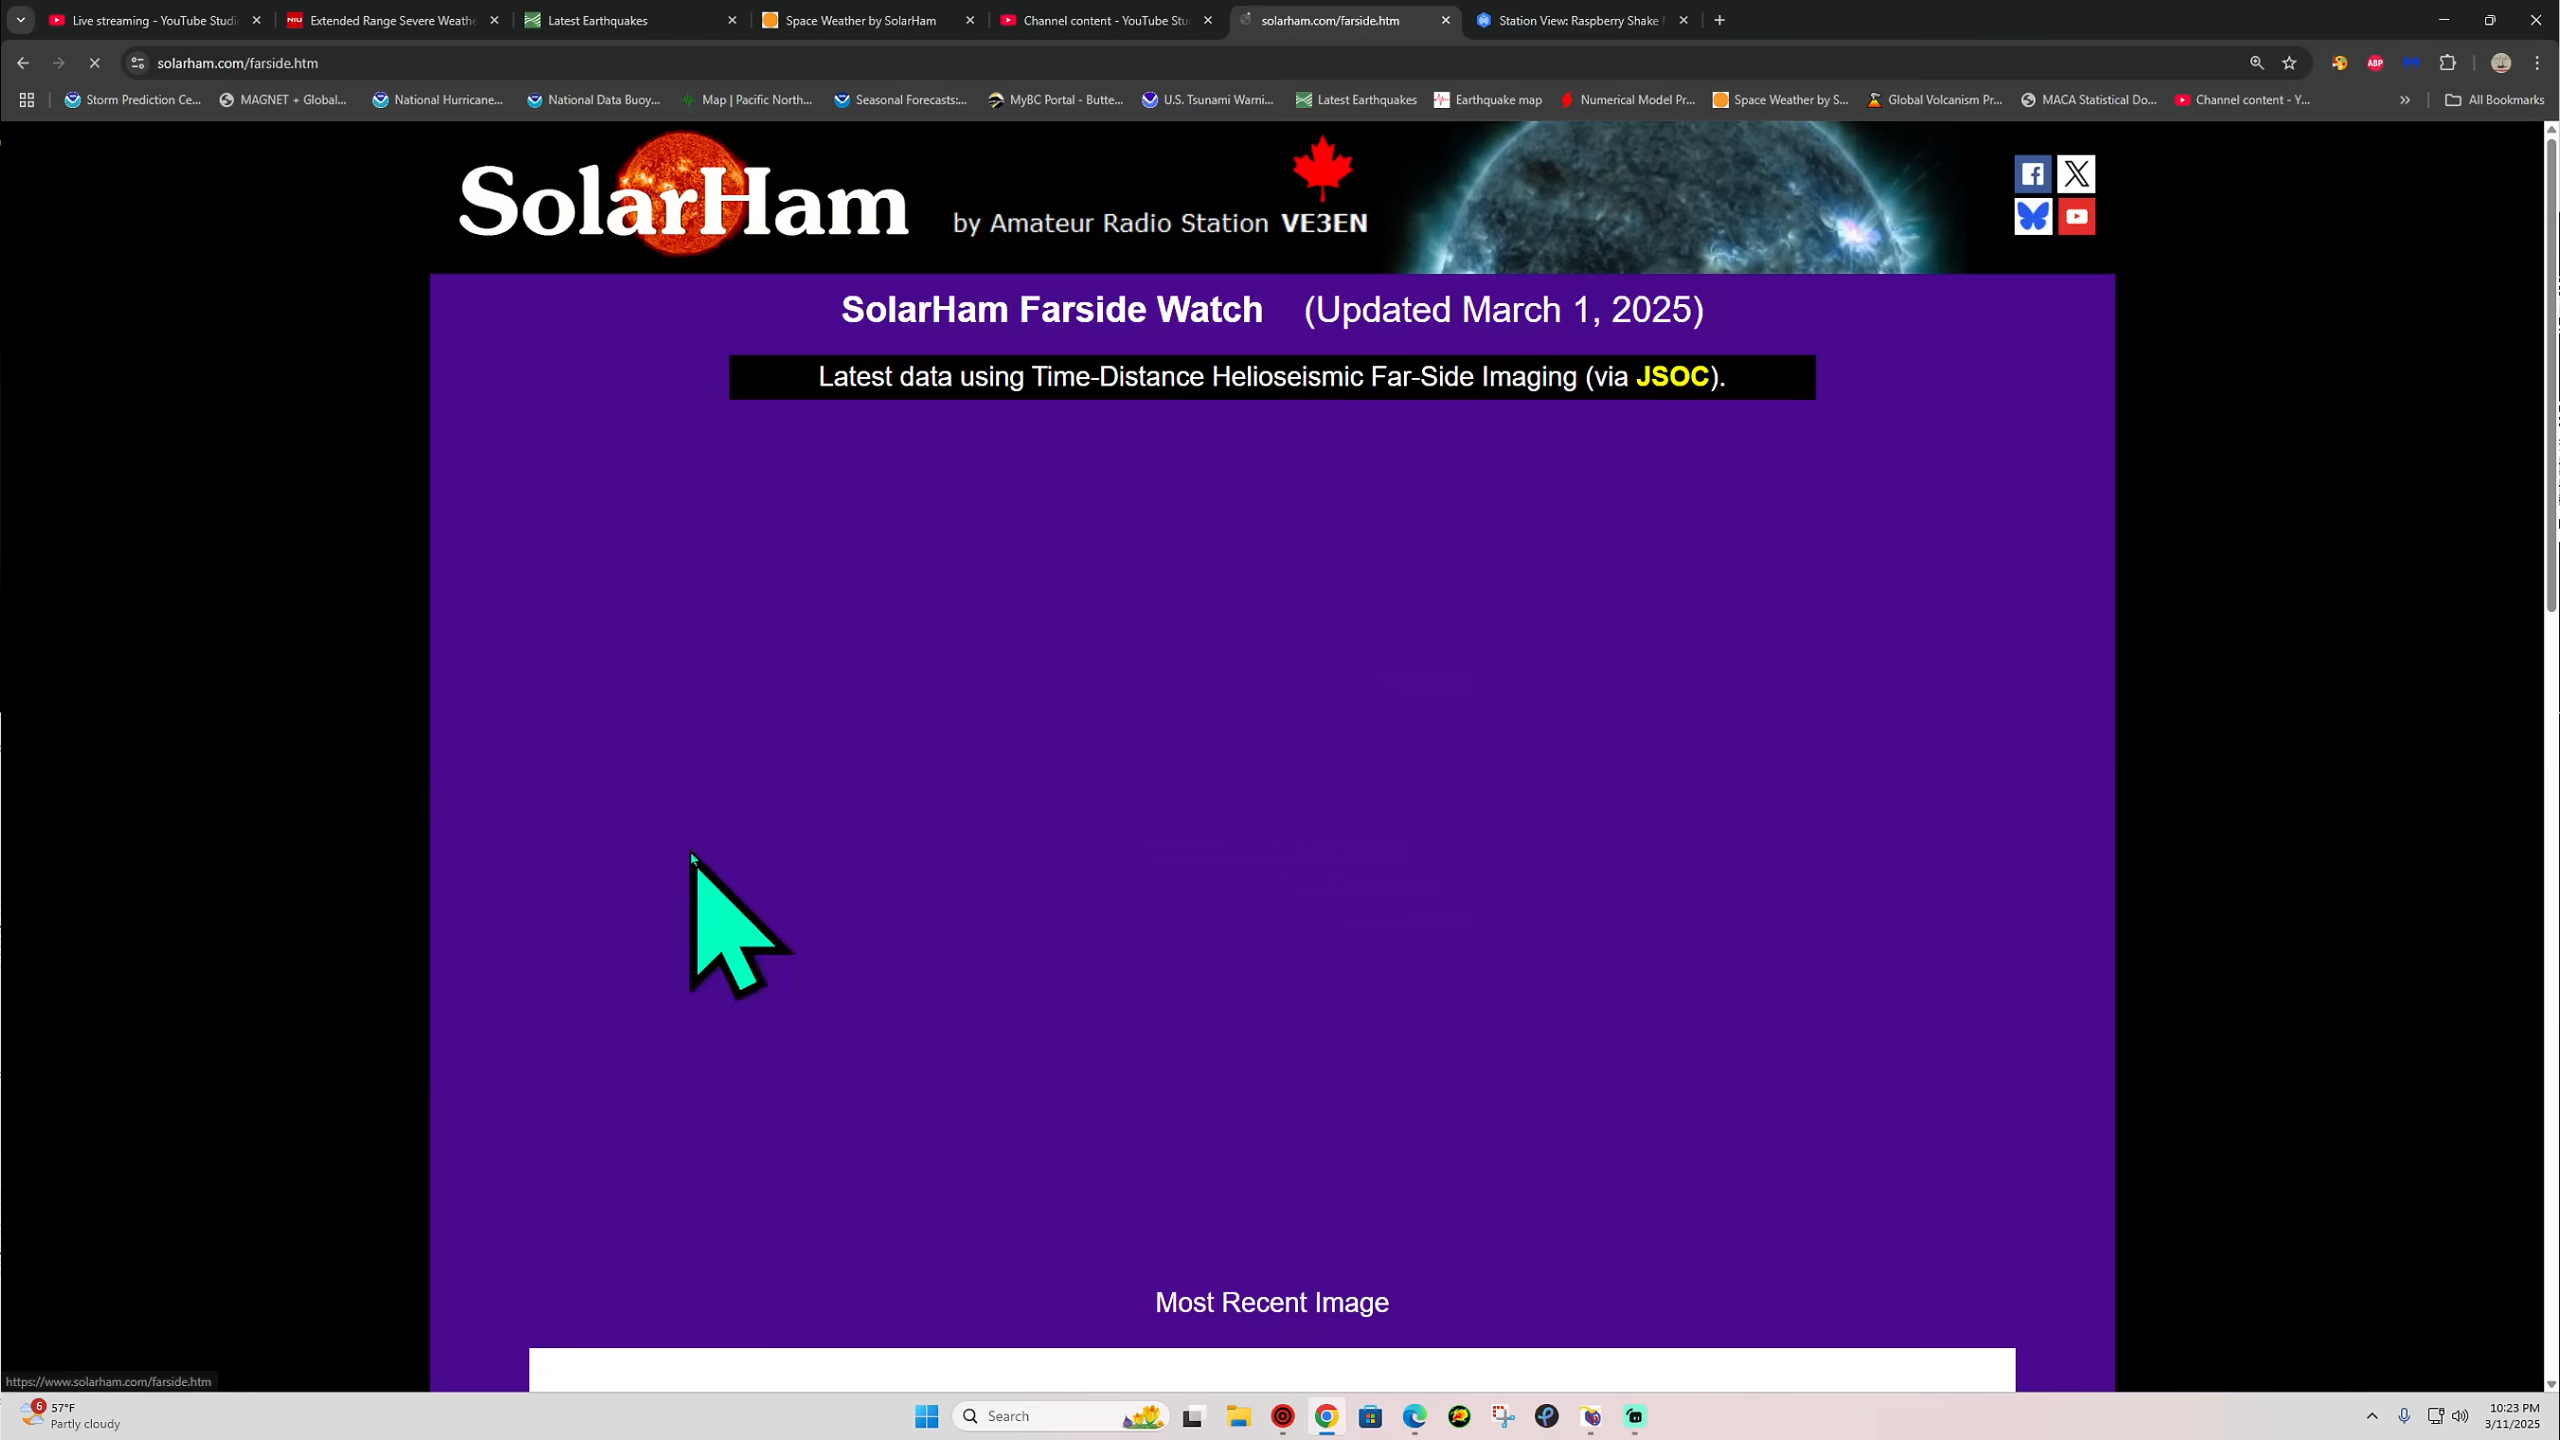 Live streaming - YouTube Studi
Extended Range Severe Weathe
Latest Earthquakes
Space Weather by SolarHam
Channel content - YouTube Stu
solarham.com/farside.htm
Station View: Raspberry Shake
solarham.com/farside.htm
ABP
Storm Prediction Ce...
MAGNET + Global...
National Hurricane...
National Data Buoy...
Map | Pacific North...
Seasonal Forecasts:...
MyBC Portal - Butte...
U.S. Tsunami Warni...
Latest Earthquakes
Earthquake map
Numerical Model Pr...
Space Weather by S...
Global Volcanism Pr...
MACA Statistical Do...
Channel content - Y...
All Bookmarks
SolarHam
by Amateur Radio Station VE3EN
SolarHam Farside Watch (Updated March 1, 2025)
Latest data using Time-Distance Helioseismic Far-Side Imaging (via JSOC).
Most Recent Image
https://www.solarham.com/farside.htm
6
57°F
Partly cloudy
Search
10:23 PM
3/11/2025